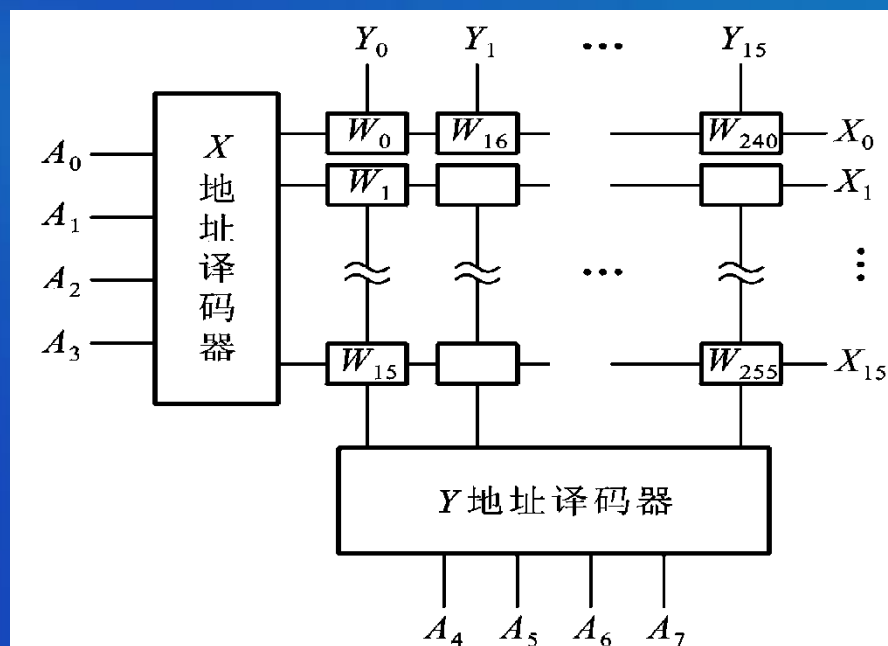 Y₀ Y₁ ··· Y₁₅
W₀ W₁₆ W₂₄₀ X₀
W₁ X₁
A₀
A₁
A₂
A₃
X地址译码器
··· ⋮
W₁₅ W₂₅₅ X₁₅
Y地址译码器
A₄ A₅ A₆ A₇